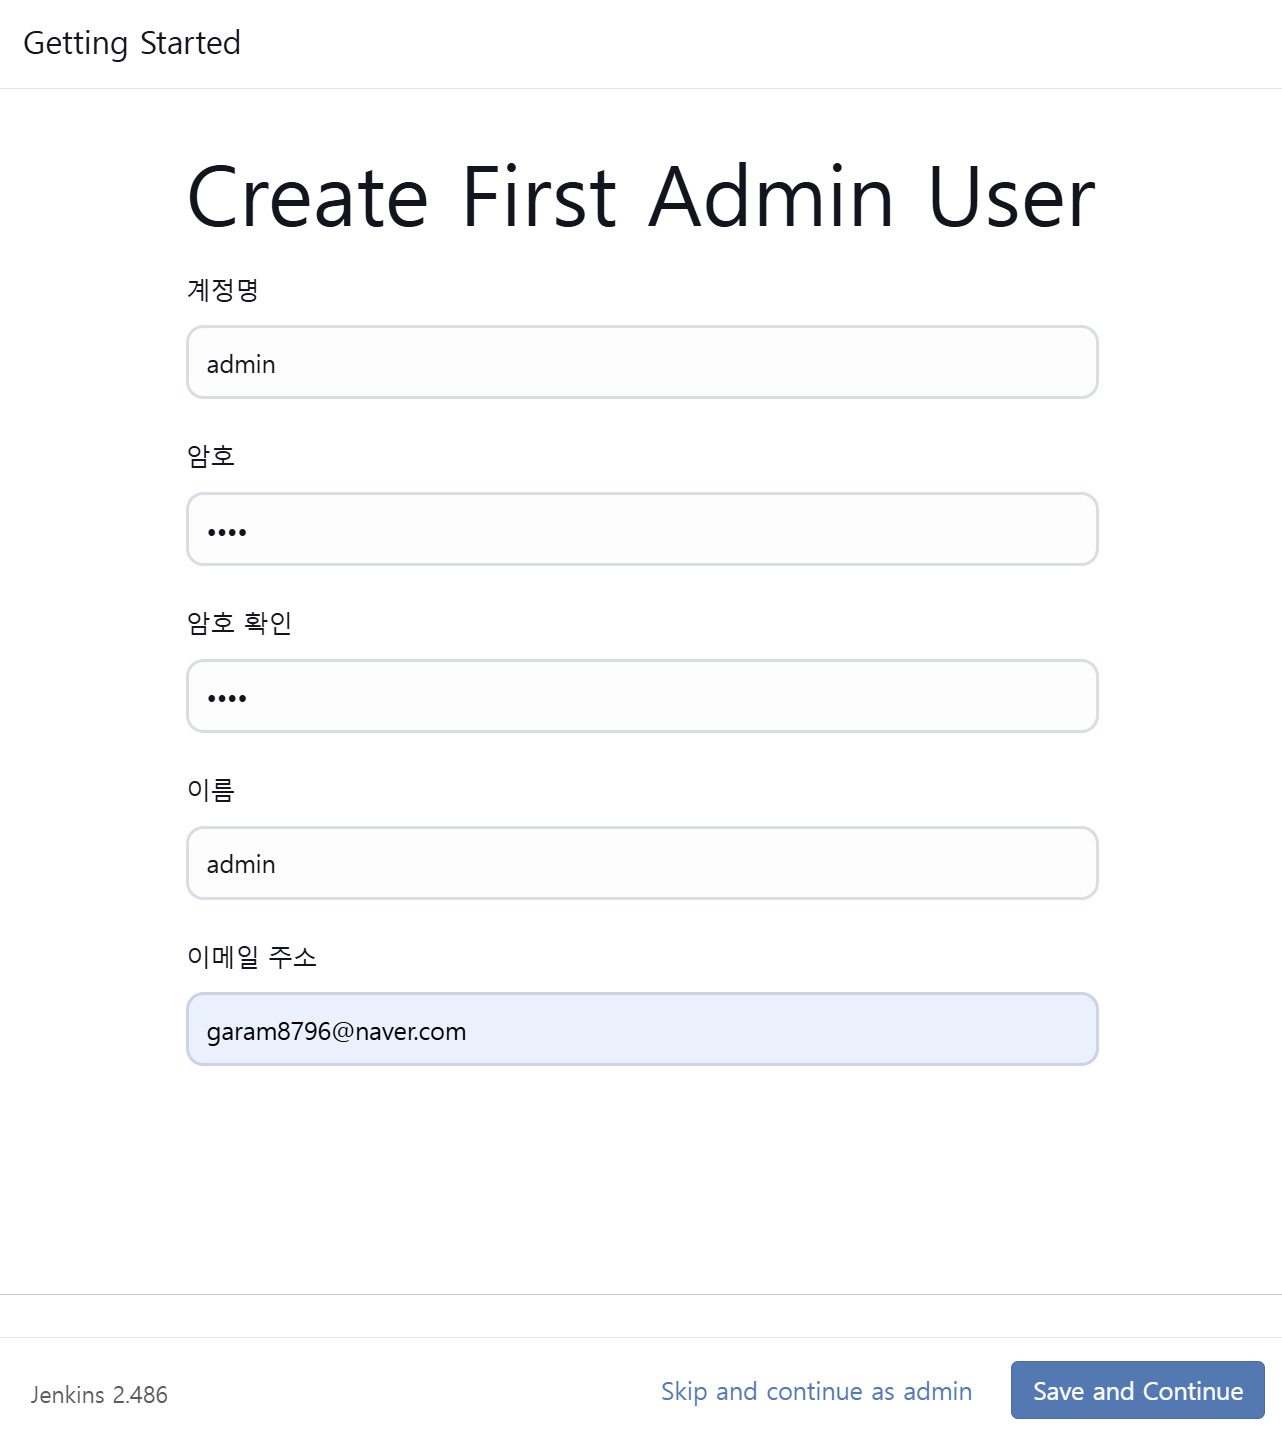 Getting Started
Create First Admin User
계정명
admin
암호
••••
암호 확인
••••
이름
admin
이메일 주소
garam8796@naver.com
Jenkins 2.486
Skip and continue as admin
Save and Continue